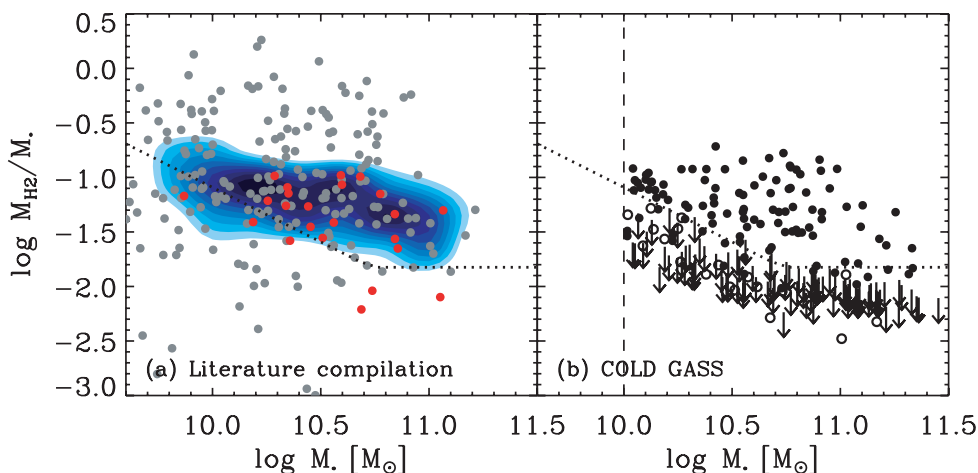 0.5
0.0
−0.5
−1.0
−1.5
−2.0
−2.5
−3.0
log M_H2/M*
(a) Literature compilation
(b) COLD GASS
10.0 10.5 11.0 11.5 10.0 10.5 11.0 11.5
log M* [M⊙] log M* [M⊙]